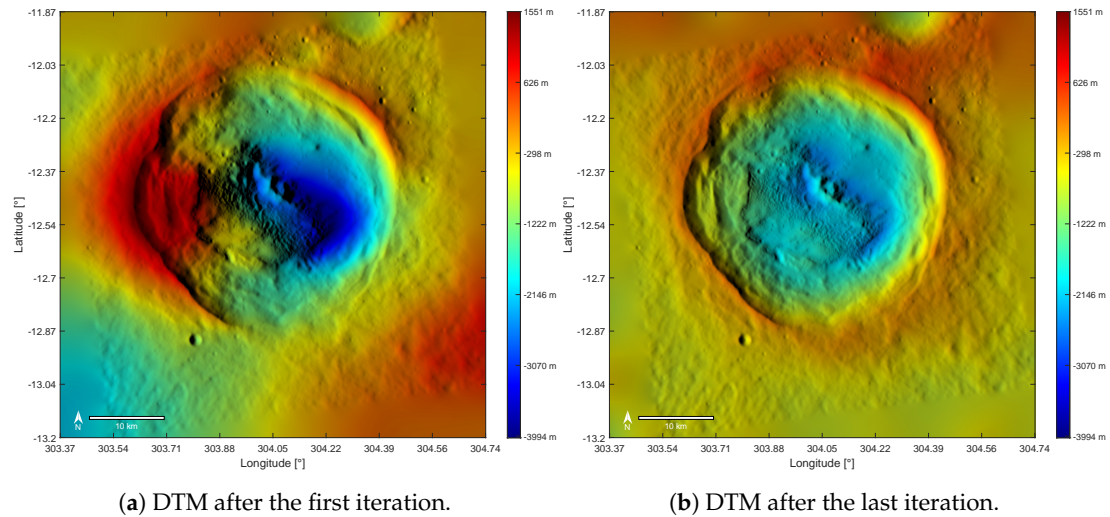 -11.87
-12.03
-12.2
-12.37
-12.54
-12.7
-12.87
-13.04
-13.2
Latitude [°]
303.37 303.54 303.71 303.88 304.05 304.22 304.39 304.56 304.74
Longitude [°]
N
10 km
1551 m
626 m
-298 m
-1222 m
-2146 m
-3070 m
-3994 m
(a) DTM after the first iteration.
-11.87
-12.03
-12.2
-12.37
-12.54
-12.7
-12.87
-13.04
-13.2
Latitude [°]
303.37 303.54 303.71 303.88 304.05 304.22 304.39 304.56 304.74
Longitude [°]
N
10 km
1551 m
626 m
-298 m
-1222 m
-2146 m
-3070 m
-3994 m
(b) DTM after the last iteration.